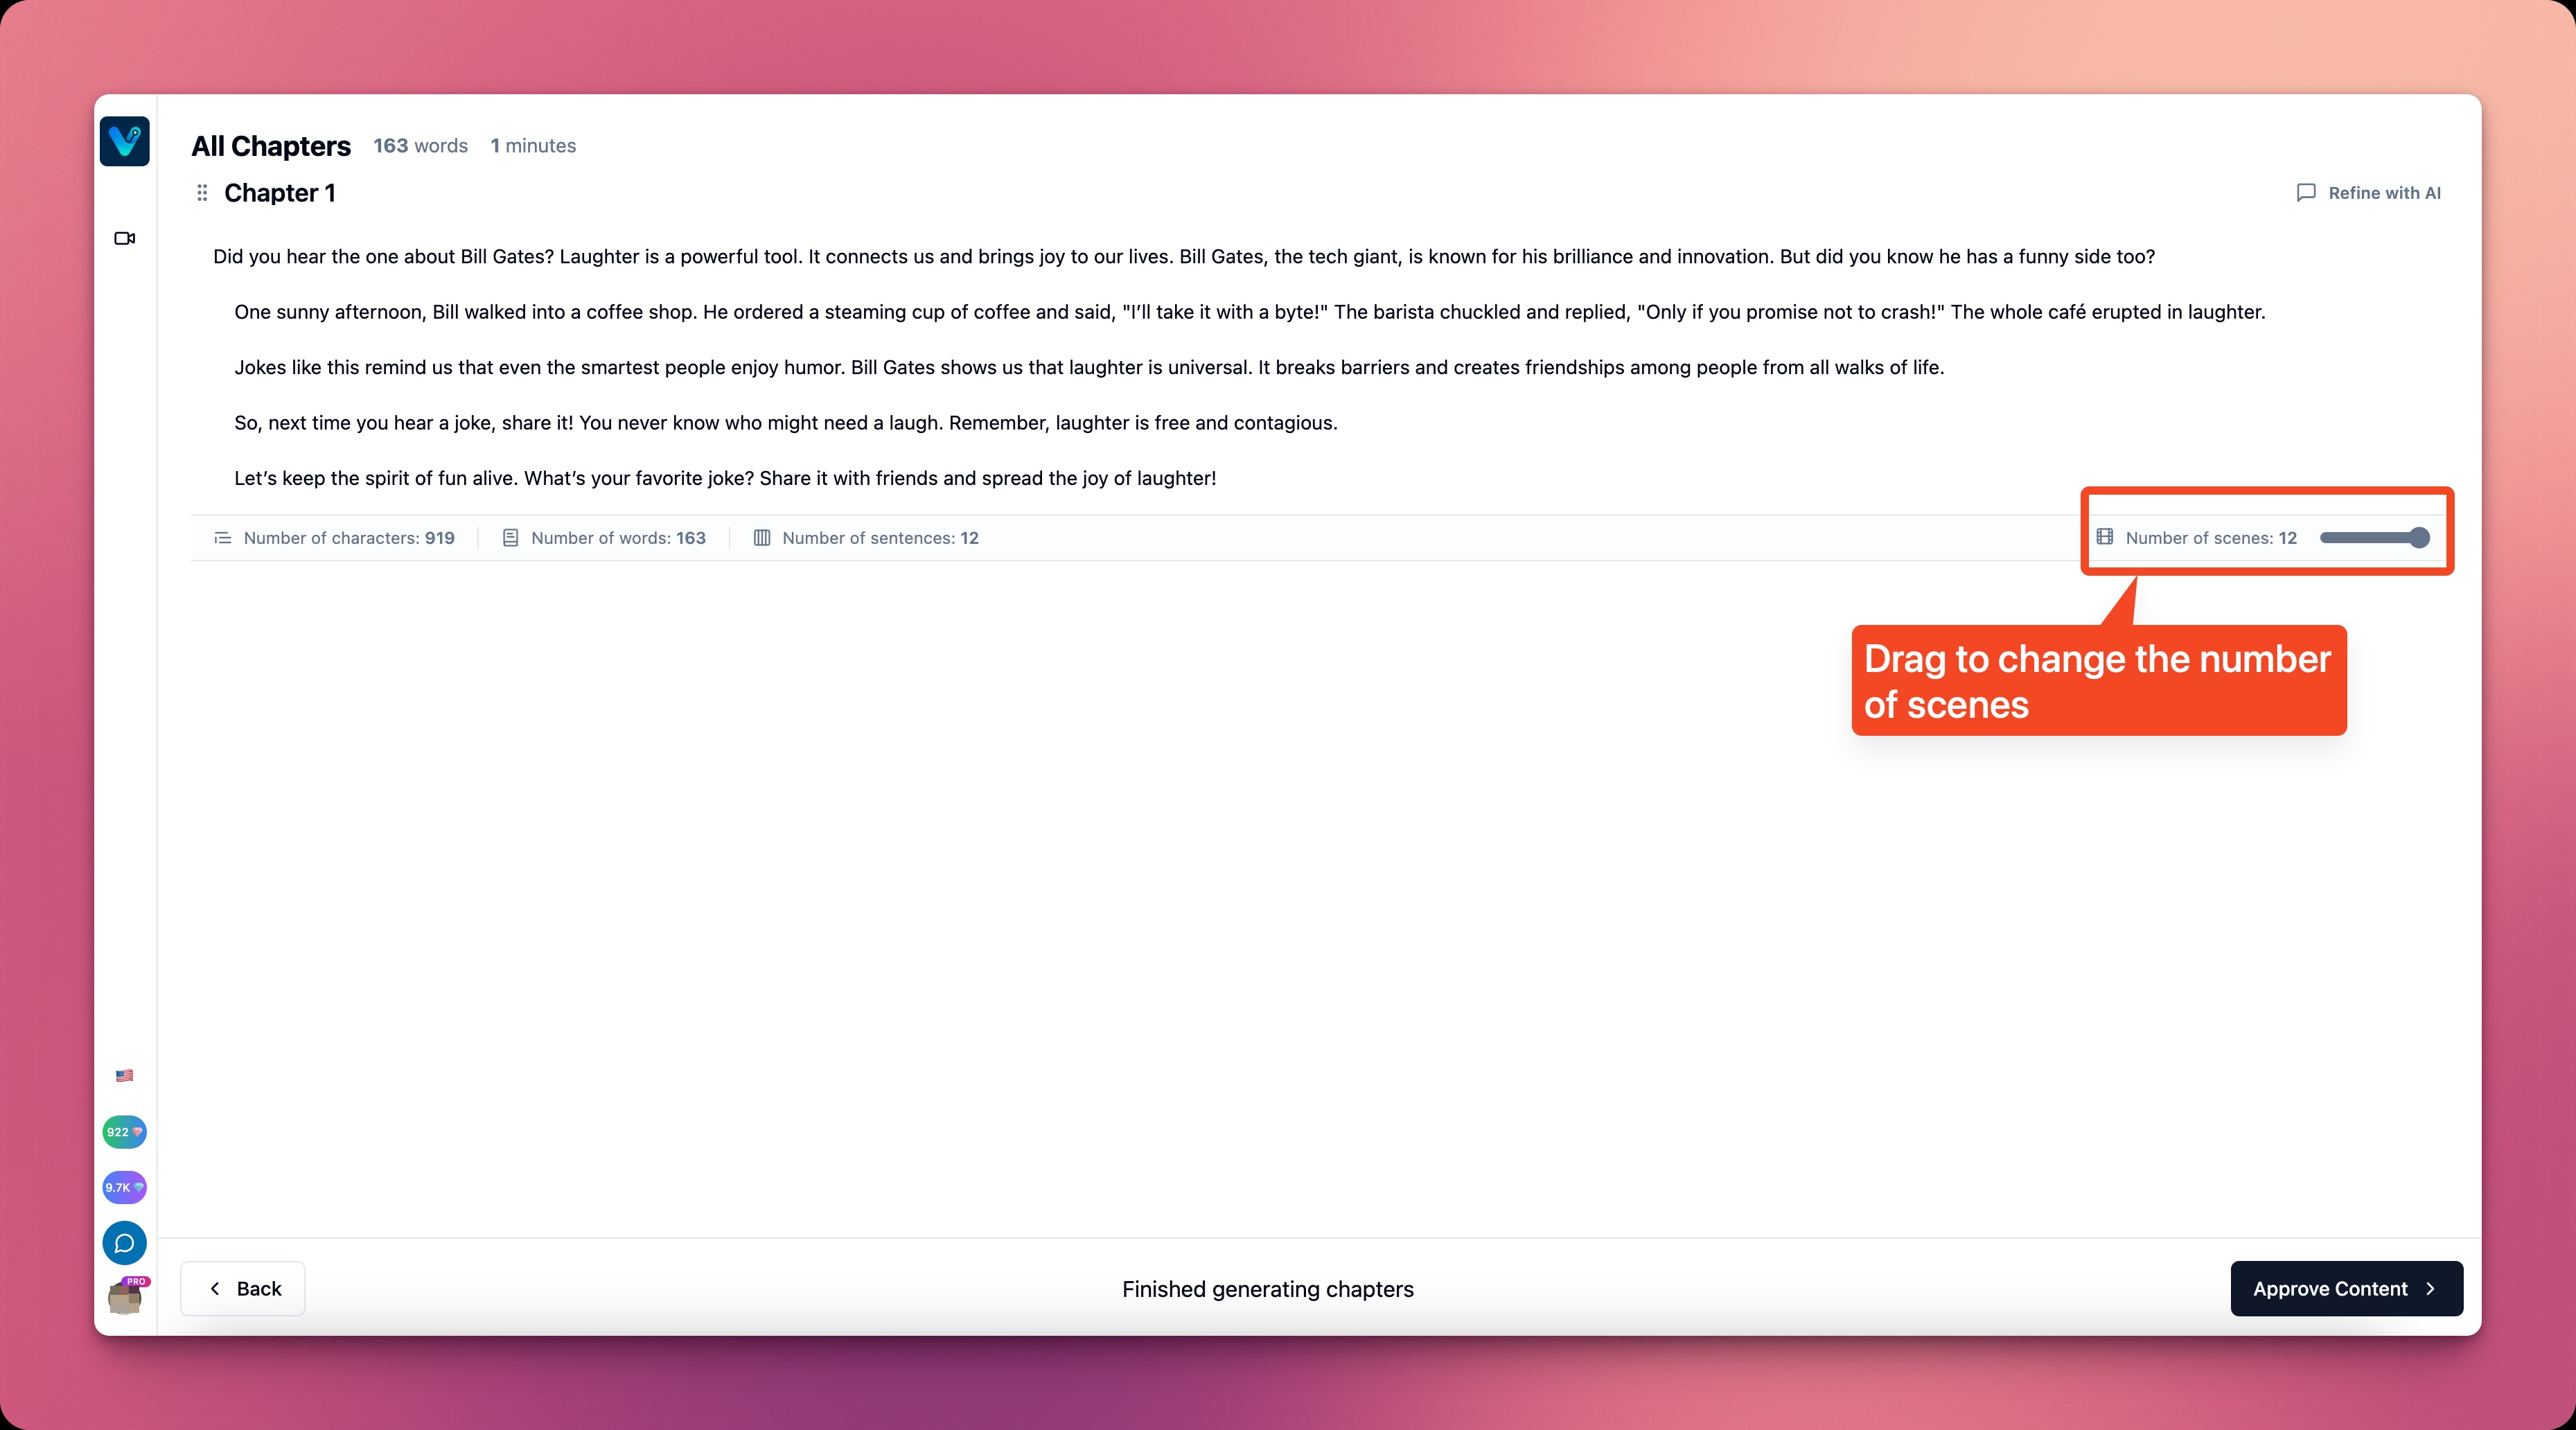 All Chapters 163 words 1 minutes
Chapter 1
Refine with AI
Did you hear the one about Bill Gates? Laughter is a powerful tool. It connects us and brings joy to our lives. Bill Gates, the tech giant, is known for his brilliance and innovation. But did you know he has a funny side too?
One sunny afternoon, Bill walked into a coffee shop. He ordered a steaming cup of coffee and said, "I’ll take it with a byte!" The barista chuckled and replied, "Only if you promise not to crash!" The whole café erupted in laughter.
Jokes like this remind us that even the smartest people enjoy humor. Bill Gates shows us that laughter is universal. It breaks barriers and creates friendships among people from all walks of life.
So, next time you hear a joke, share it! You never know who might need a laugh. Remember, laughter is free and contagious.
Let’s keep the spirit of fun alive. What’s your favorite joke? Share it with friends and spread the joy of laughter!
Number of characters: 919 Number of words: 163 Number of sentences: 12 Number of scenes: 12
Drag to change the number
of scenes
922
9.7K
PRO
Back
Finished generating chapters
Approve Content